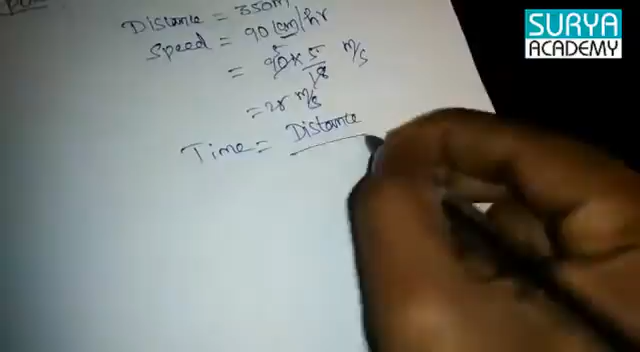 SURYA
ACADEMY
Distance = 350m
Speed = 90 km/hr
= 90 × 5/18 m/s
= 25 m/s
Time = Distance